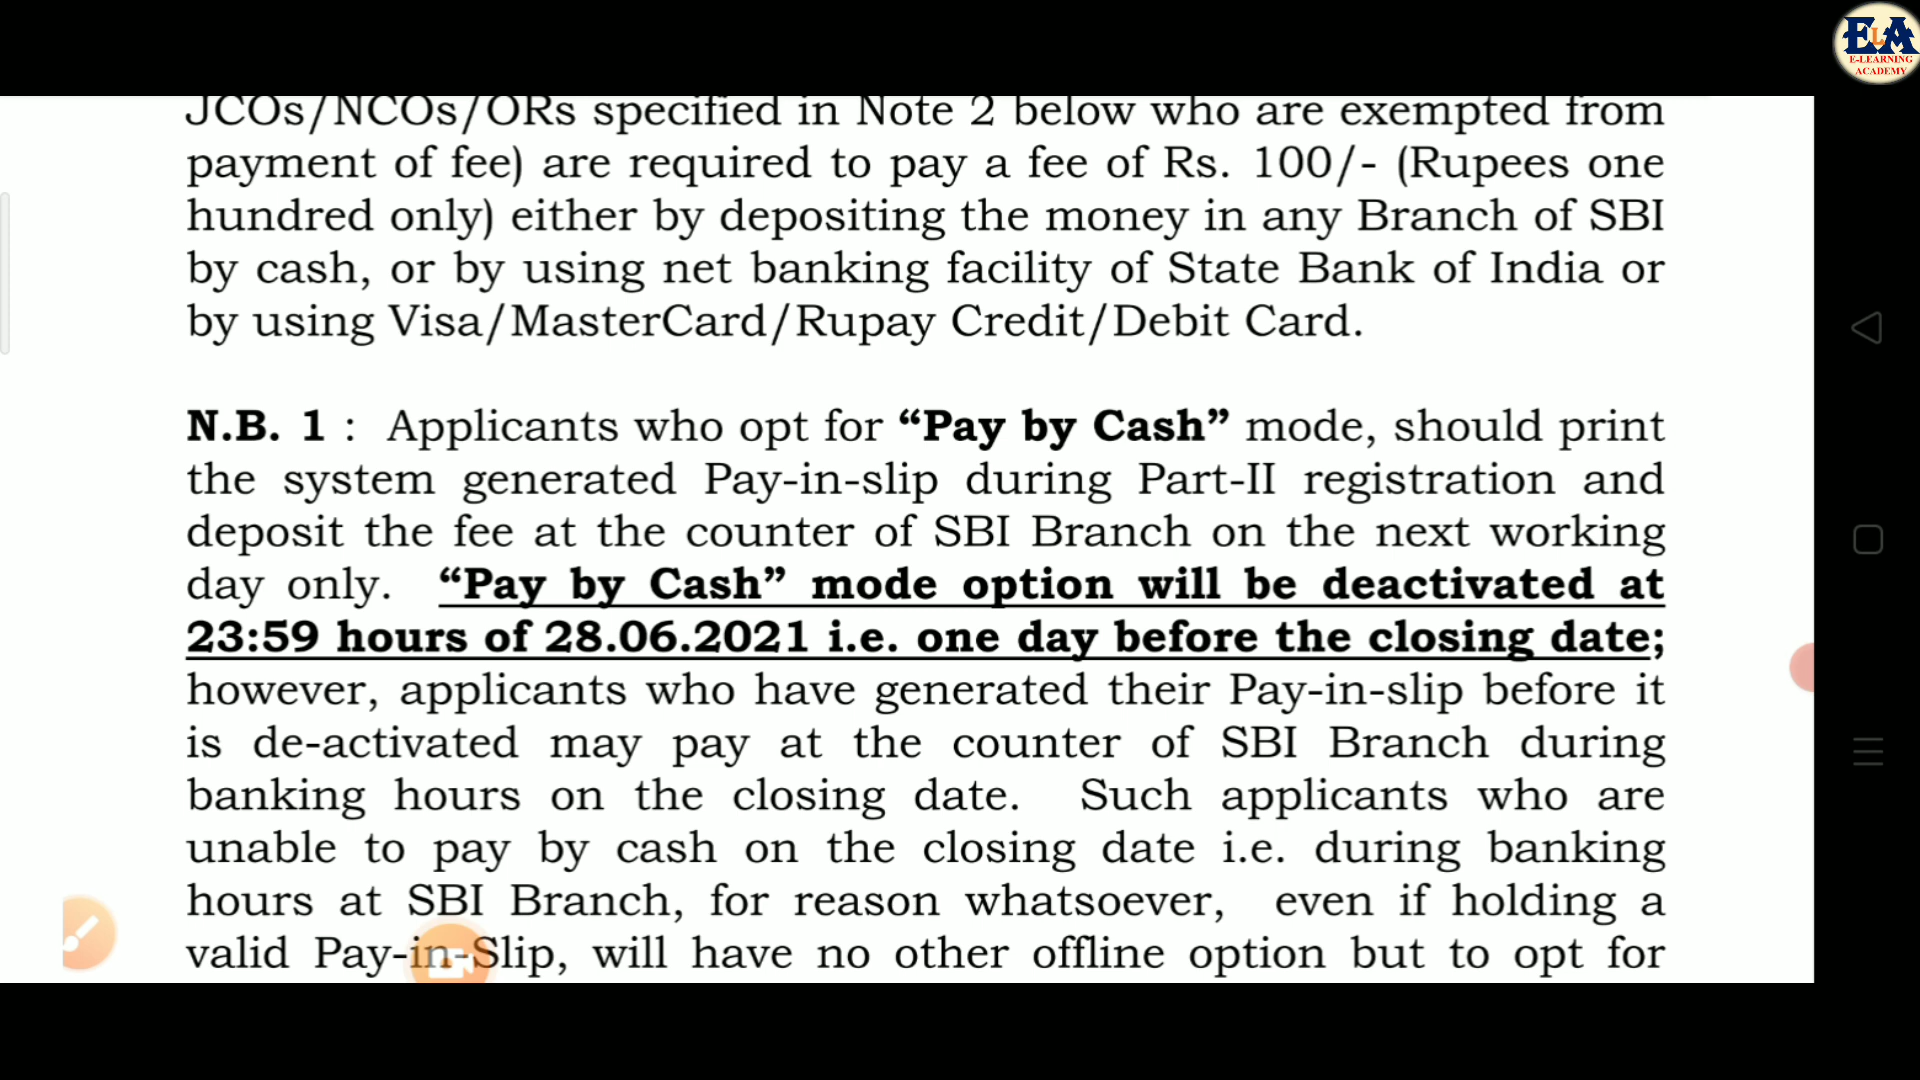 ELA
E-LEARNING
ACADEMY
JCOs/NCOs/ORs specified in Note 2 below who are exempted from
payment of fee) are required to pay a fee of Rs. 100/- (Rupees one
hundred only) either by depositing the money in any Branch of SBI
by cash, or by using net banking facility of State Bank of India or
by using Visa/MasterCard/Rupay Credit/Debit Card.
N.B. 1 : Applicants who opt for “Pay by Cash” mode, should print
the system generated Pay-in-slip during Part-II registration and
deposit the fee at the counter of SBI Branch on the next working
day only. “Pay by Cash” mode option will be deactivated at
23:59 hours of 28.06.2021 i.e. one day before the closing date;
however, applicants who have generated their Pay-in-slip before it
is de-activated may pay at the counter of SBI Branch during
banking hours on the closing date. Such applicants who are
unable to pay by cash on the closing date i.e. during banking
hours at SBI Branch, for reason whatsoever, even if holding a
valid Pay-in-Slip, will have no other offline option but to opt for